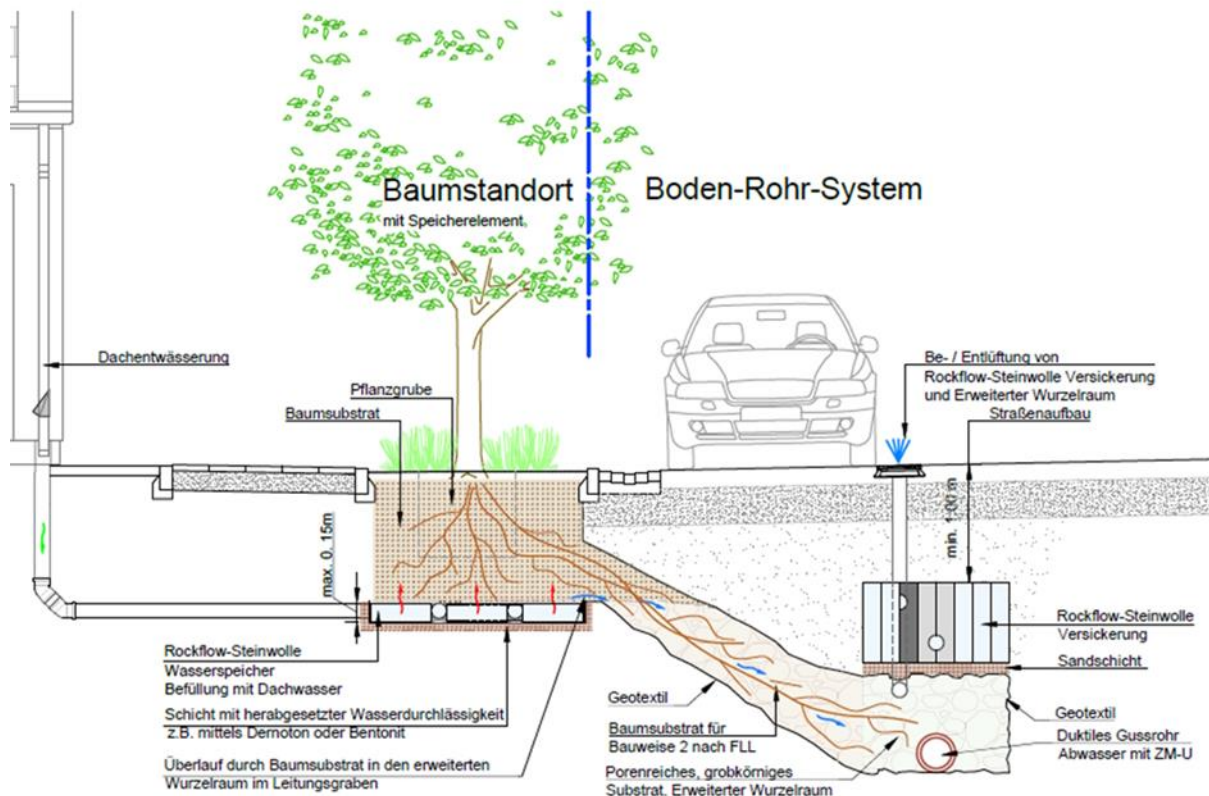 Baumstandort
mit Speicherelement
Boden-Rohr-System
Dachentwässerung
Pflanzgrube
Baumsubstrat
Be- / Entlüftung von
Rockflow-Steinwolle Versickerung
und Erweiterter Wurzelraum
Straßenaufbau
min. 1.00 m
max. 0. 15m
Rockflow-Steinwolle
Wasserspeicher
Befüllung mit Dachwasser
Schicht mit herabgesetzter Wasserdurchlässigkeit
z.B. mittels Dernoton oder Bentonit
Überlauf durch Baumsubstrat in den erweiterten
Wurzelraum im Leitungsgraben
Geotextil
Baumsubstrat für
Bauweise 2 nach FLL
Porenreiches, grobkörniges
Substrat, Erweiterter Wurzelraum
Rockflow-Steinwolle
Versickerung
Sandschicht
Geotextil
Duktiles Gussrohr
Abwasser mit ZM-U